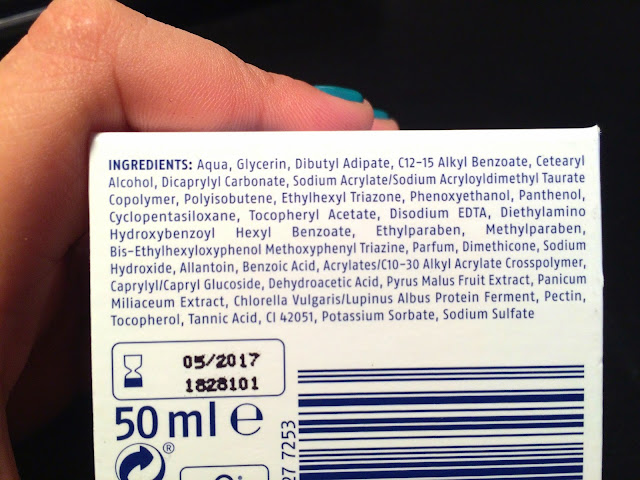 INGREDIENTS: Aqua, Glycerin, Dibutyl Adipate, C12-15 Alkyl Benzoate, Cetearyl
Alcohol, Dicaprylyl Carbonate, Sodium Acrylate/Sodium Acryloyldimethyl Taurate
Copolymer, Polyisobutene, Ethylhexyl Triazone, Phenoxyethanol, Panthenol,
Cyclopentasiloxane, Tocopheryl Acetate, Disodium EDTA, Diethylamino
Hydroxybenzoyl Hexyl Benzoate, Ethylparaben, Methylparaben,
Bis-Ethylhexyloxyphenol Methoxyphenyl Triazine, Parfum, Dimethicone, Sodium
Hydroxide, Allantoin, Benzoic Acid, Acrylates/C10-30 Alkyl Acrylate Crosspolymer,
Caprylyl/Capryl Glucoside, Dehydroacetic Acid, Pyrus Malus Fruit Extract, Panicum
Miliaceum Extract, Chlorella Vulgaris/Lupinus Albus Protein Ferment, Pectin,
Tocopherol, Tannic Acid, CI 42051, Potassium Sorbate, Sodium Sulfate
05/2017
1828101
50 ml e
®
27 7253